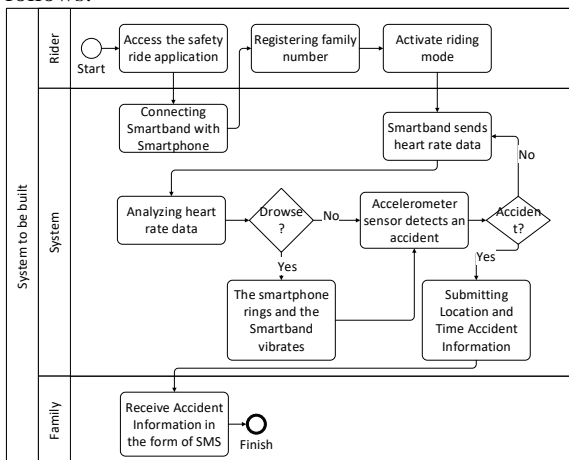 follows:
System to be built
Rider
Start
Access the safety
ride application
Registering family
number
Activate riding
mode
System
Connecting
Smartband with
Smartphone
Smartband sends
heart rate data
No
Analyzing heart
rate data
Drowse
?
No
Accelerometer
sensor detects an
accident
Acciden
t?
Yes
Yes
The smartphone
rings and the
Smartband
vibrates
Submitting
Location and
Time Accident
Information
Family
Receive Accident
Information in
the form of SMS
Finish